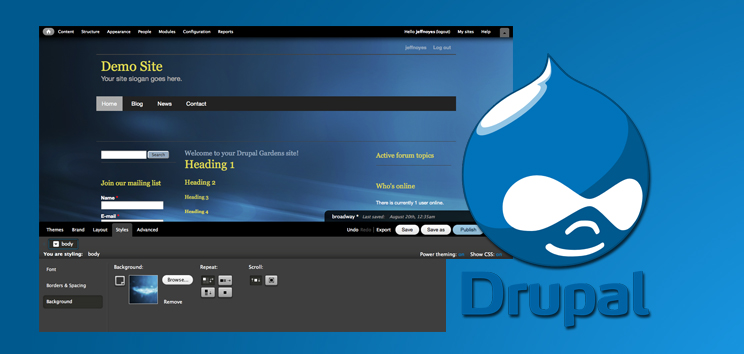 Content Structure Appearance People Modules Configuration Reports Hello jeffnoyes (logout) My sites Help
jeffnoyes Log out
Demo Site
Your site slogan goes here.
Home Blog News Contact
Search
Welcome to your Drupal Gardens site!
Heading 1
Heading 2
Heading 3
Heading 4
Join our mailing list
Name *
E-mail
Active forum topics
Who's online
There is currently 1 user online.
broadway * Last saved: August 20th, 12:35am
Themes Brand Layout Styles Advanced Undo Redo | Export Save Save as Publish
body
You are styling: body Power theming: Show CSS:
Font
Borders & Spacing
Background
Background: Repeat: Scroll:
Browse...
Remove
Drupal